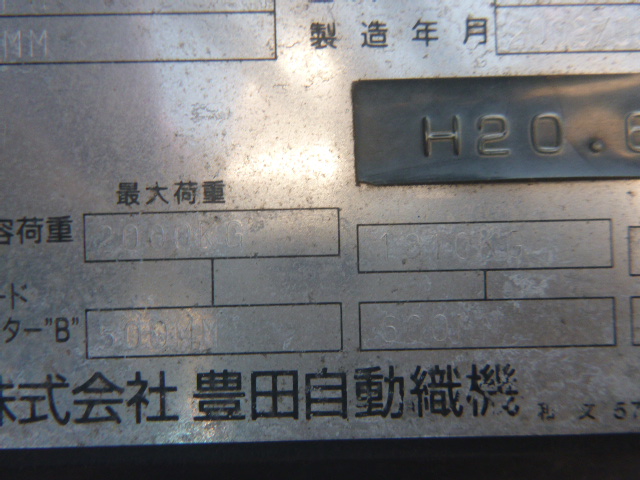 MM
製造年月
H20.6
最大荷重
容荷重 2000KG
ード
ター"B" 500MM
株式会社 豊田自動織機